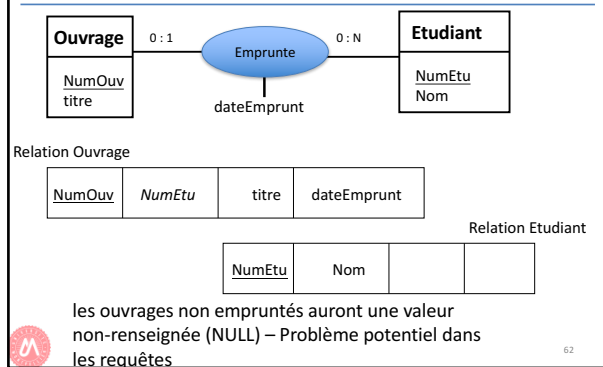 Ouvrage 0 : 1 Emprunte 0 : N Etudiant
NumOuv
titre
NumEtu
Nom
dateEmprunt
Relation Ouvrage
NumOuv NumEtu titre dateEmprunt
Relation Etudiant
NumEtu Nom
les ouvrages non empruntés auront une valeur
non-renseignée (NULL) – Problème potentiel dans
les requêtes
62